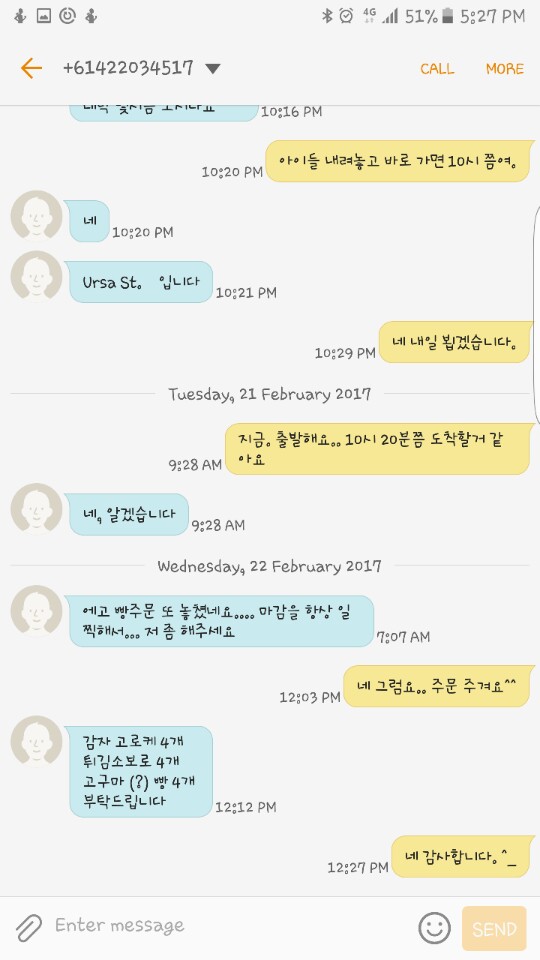 4G 51% 5:27 PM
+61422034517
CALL
MORE
10:16 PM
아이들 내려놓고 바로 가면 10시 쯤여.
10:20 PM
네
10:20 PM
Ursa St. 입니다
10:21 PM
네 내일 뵙겠습니다.
10:29 PM
Tuesday, 21 February 2017
지금. 출발해요.. 10시 20분쯤 도착할거 같
아요
9:28 AM
네, 알겠습니다
9:28 AM
Wednesday, 22 February 2017
에고 빵주문 또 놓쳤네요.... 마감을 항상 일
찍해서... 저 좀 해주세요
7:07 AM
네 그럼요.. 주문 주겨요^^
12:03 PM
감자 고로케 4개
튀김소보로 4개
고구마 (?) 빵 4개
부탁드립니다
12:12 PM
네 감사합니다. ^_
12:27 PM
Enter message
SEND